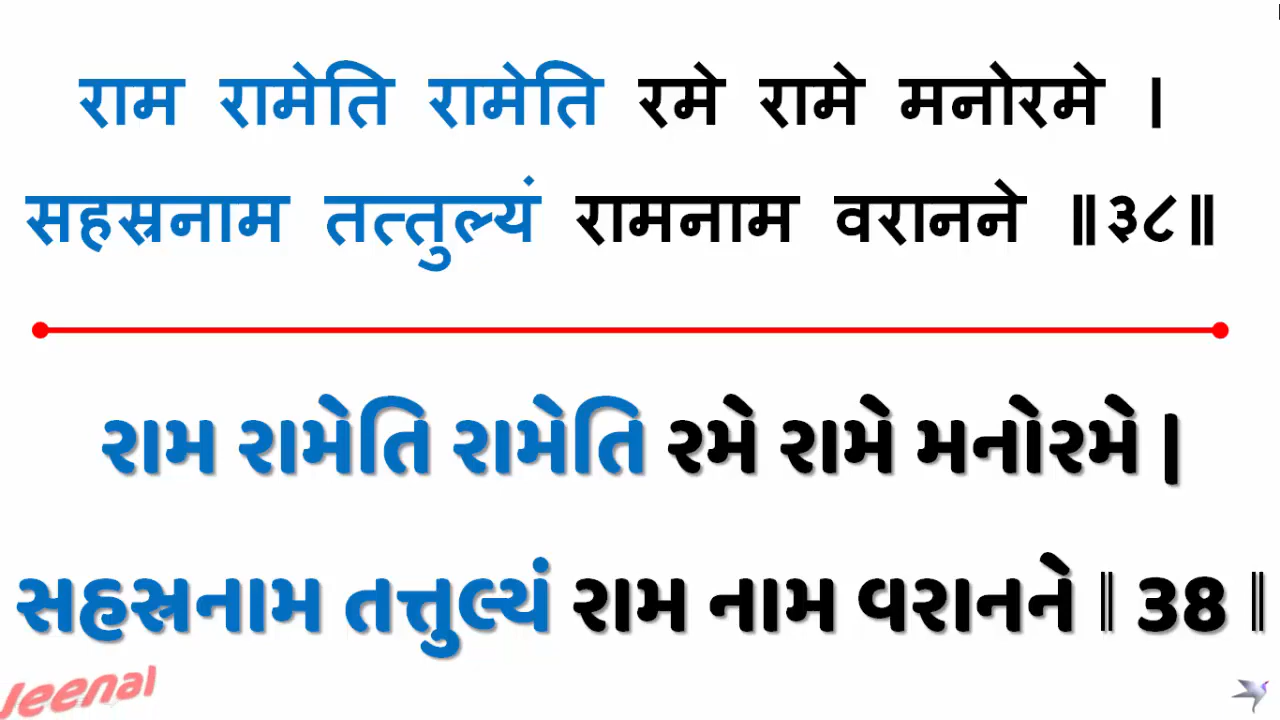 राम रामेति रामेति रमे रामे मनोरमे ।
सहस्रनाम तत्तुल्यं रामनाम वरानने ॥३८॥
રામ રામેતિ રામેતિ રમે રામે મનોરમે |
સહસ્રનામ તત્તુલ્યં રામ નામ વરાનને ‖ 38 ‖
Jeenal